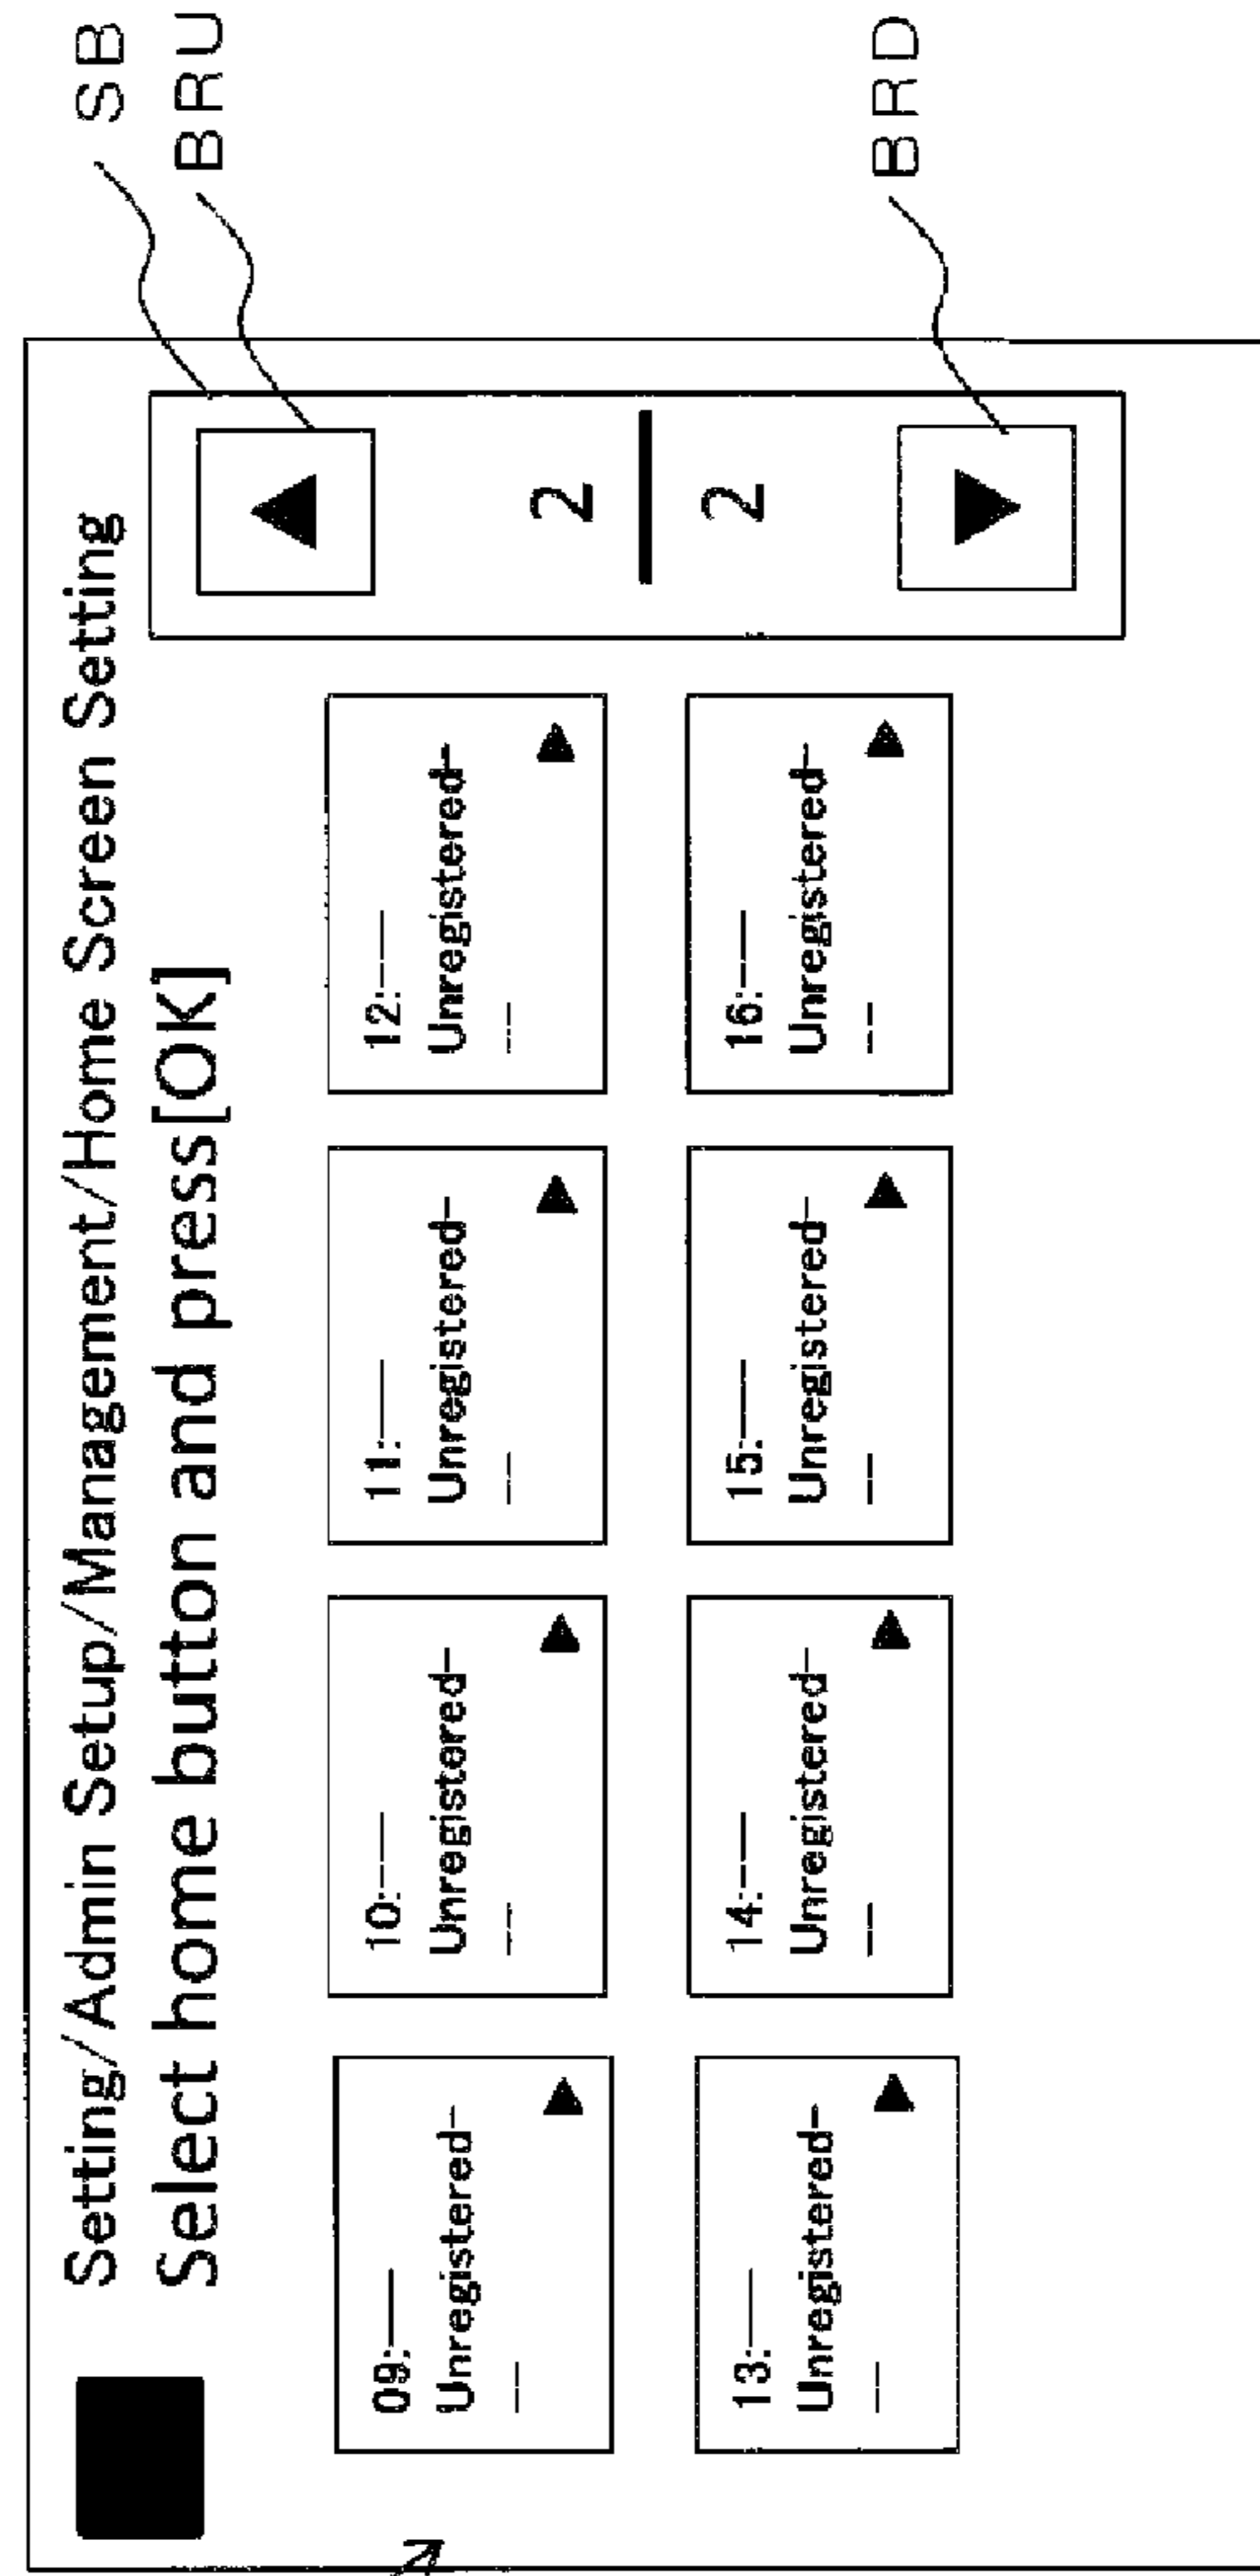 Setting/Admin Setup/Management/Home Screen Setting
Select home button and press[OK]
SB
BRU
BRD
09:——
Unregistered—
——
10:——
Unregistered—
——
11:——
Unregistered—
——
12:——
Unregistered—
——
13:——
Unregistered—
——
14:——
Unregistered—
——
15:——
Unregistered—
——
16:——
Unregistered—
——
2
2